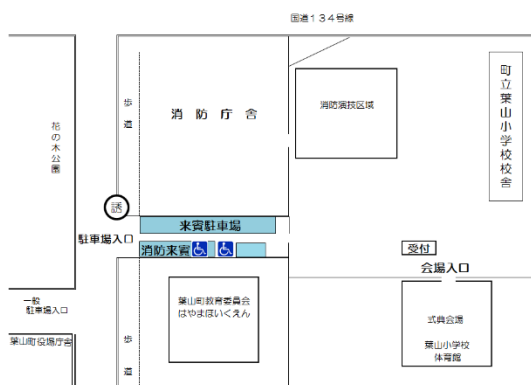 国道１３４号線
町立葉山小学校校舎
歩道
消防庁舎
消防演技区域
花の木公園
誘
来賓駐車場
駐車場入口
消防来賓
受付
会場入口
一般
駐車場入口
葉山町教育委員会
はやまほいくえん
式典会場
葉山小学校
体育館
葉山町役場庁舎
歩道